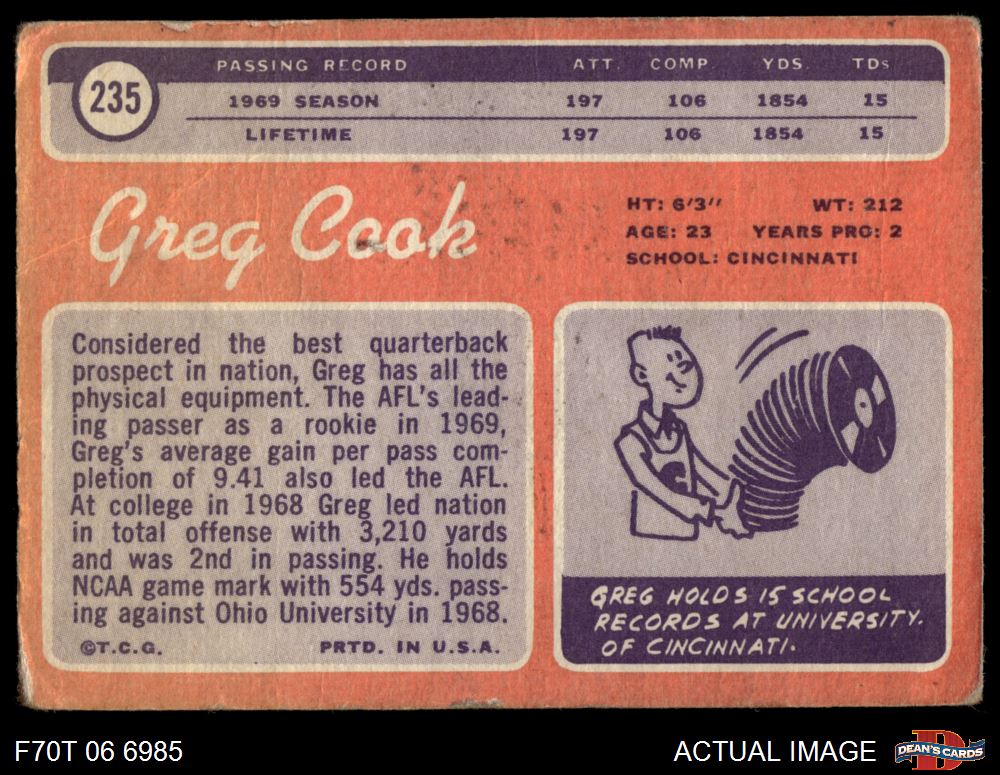 235
PASSING RECORD ATT. COMP. YDS. TDs
1969 SEASON 197 106 1854 15
LIFETIME 197 106 1854 15
Greg Cook
HT: 6'3" WT: 212
AGE: 23 YEARS PRO: 2
SCHOOL: CINCINNATI
Considered the best quarterback
prospect in nation, Greg has all the
physical equipment. The AFL's lead-
ing passer as a rookie in 1969,
Greg's average gain per pass com-
pletion of 9.41 also led the AFL.
At college in 1968 Greg led nation
in total offense with 3,210 yards
and was 2nd in passing. He holds
NCAA game mark with 554 yds. pass-
ing against Ohio University in 1968.
©T.C.G. PRTD. IN U.S.A.
C
GREG HOLDS 15 SCHOOL
RECORDS AT UNIVERSITY.
OF CINCINNATI.
F70T 06 6985
ACTUAL IMAGE
D
DEAN'S CARDS